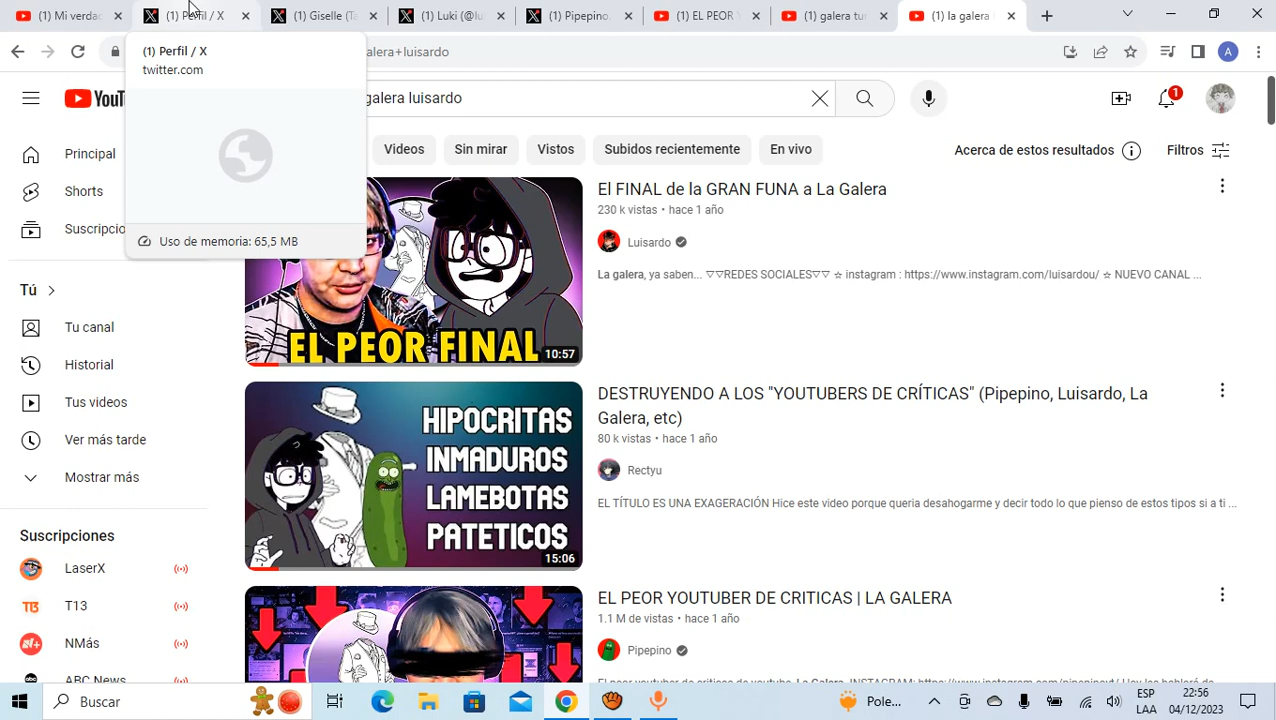 Mi verdad
(1) Perfil / X
Giselle (Ta
Luki (@
Pipepino.
EL PEOR
galera tu
la galera
(1) Perfil / X
twitter.com
alera+luisardo
A
galera luisardo
1
Videos
Sin mirar
Vistos
Subidos recientemente
En vivo
Acerca de estos resultados
Filtros
Principal
Shorts
Suscripcio
Uso de memoria: 65,5 MB
Tú
Tu canal
Historial
Tus videos
Ver más tarde
Mostrar más
Suscripciones
LaserX
T13
NMás
ABC News
EL PEOR FINAL
10:57
El FINAL de la GRAN FUNA a La Galera
230 k vistas • hace 1 año
Luisardo
La galera, ya saben... ▽▽REDES SOCIALES▽▽ ☆ instagram : https://www.instagram.com/luisardou/ ☆ NUEVO CANAL ...
HIPOCRITAS
INMADUROS
LAMEBOTAS
PATETICOS
15:06
DESTRUYENDO A LOS "YOUTUBERS DE CRÍTICAS" (Pipepino, Luisardo, La
Galera, etc)
80 k vistas • hace 1 año
Rectyu
EL TÍTULO ES UNA EXAGERACIÓN Hice este video porque queria desahogarme y decir todo lo que pienso de estos tipos si a ti ...
EL PEOR YOUTUBER DE CRITICAS | LA GALERA
1.1 M de vistas • hace 1 año
Pipepino
Buscar
Pole...
ESP
LAA
22:56
04/12/2023